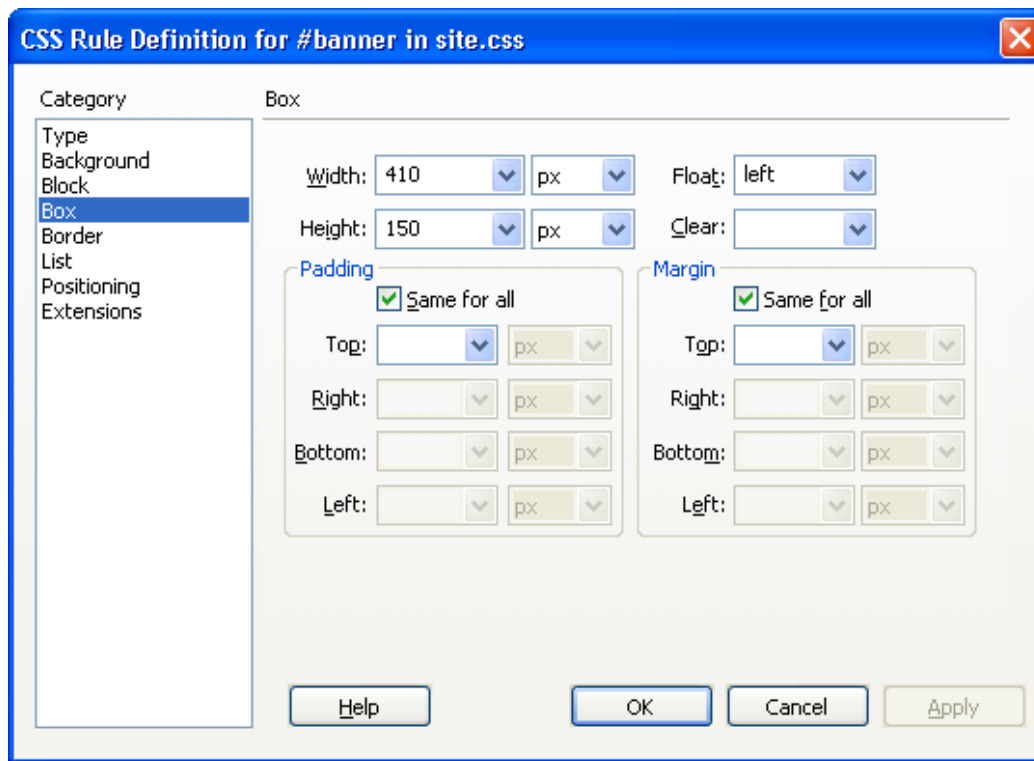 CSS Rule Definition for #banner in site.css
Category
Box
Type
Background
Block
Box
Border
List
Positioning
Extensions
Width: 410 px Float: left
Height: 150 px Clear:
Padding Margin
Same for all Same for all
Top: px Top: px
Right: px Right: px
Bottom: px Bottom: px
Left: px Left: px
Help OK Cancel Apply